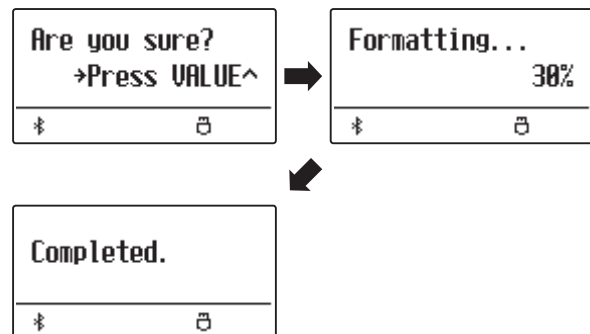 Are you sure?
→Press VALUE^
Formatting...
30%
Completed.